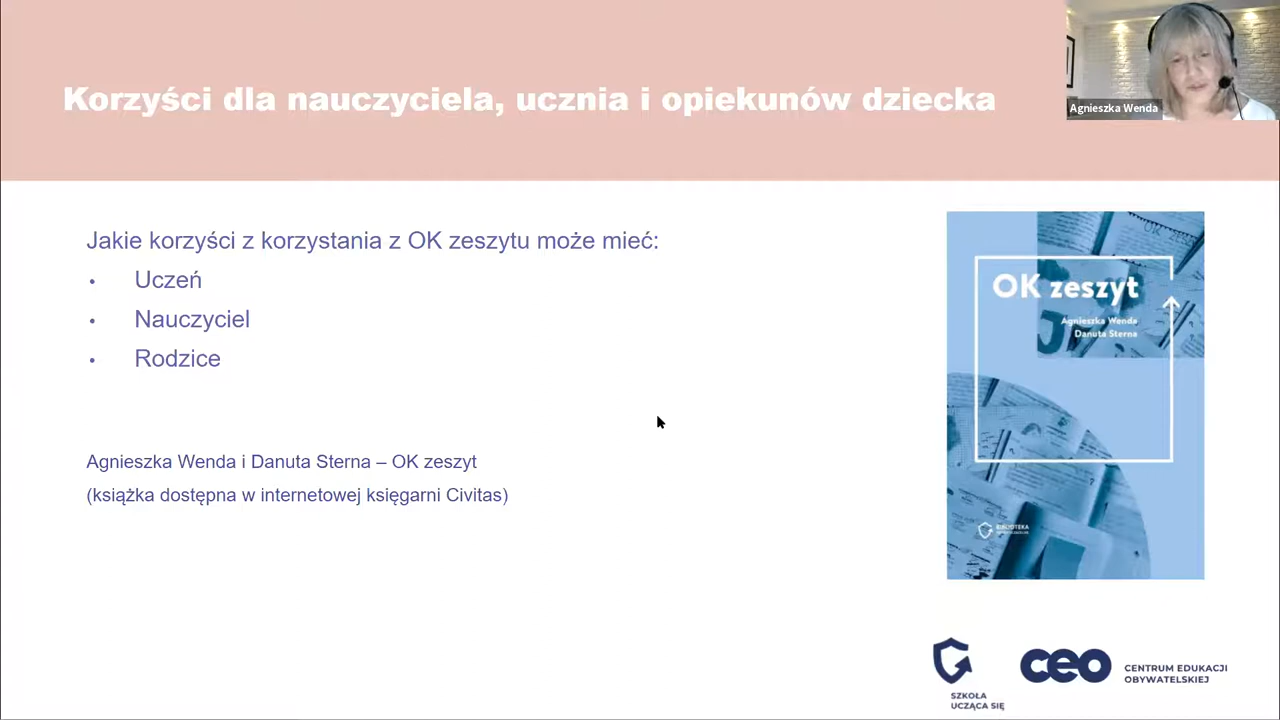 Korzyści dla nauczyciela, ucznia i opiekunów dziecka
Agnieszka Wenda
Jakie korzyści z korzystania z OK zeszytu może mieć:
• Uczeń
• Nauczyciel
• Rodzice
Agnieszka Wenda i Danuta Sterna – OK zeszyt
(książka dostępna w internetowej księgarni Civitas)
OK zeszyt
Agnieszka Wenda
Danuta Sterna
BIBLIOTEKA
SZKOŁA
UCZĄCA SIĘ
ceo
CENTRUM EDUKACJI
OBYWATELSKIEJ